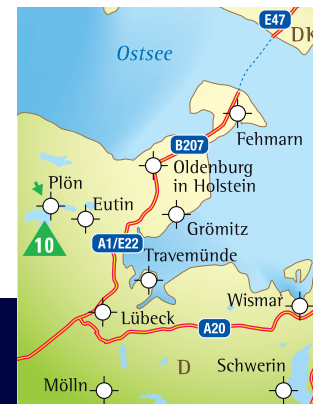 E47
DK
Ostsee
Fehmarn
B207
Oldenburg
in Holstein
Plön
Eutin
Grömitz
10
A1/E22
Travemünde
Wismar
Lübeck
A20
D
Schwerin
Mölln